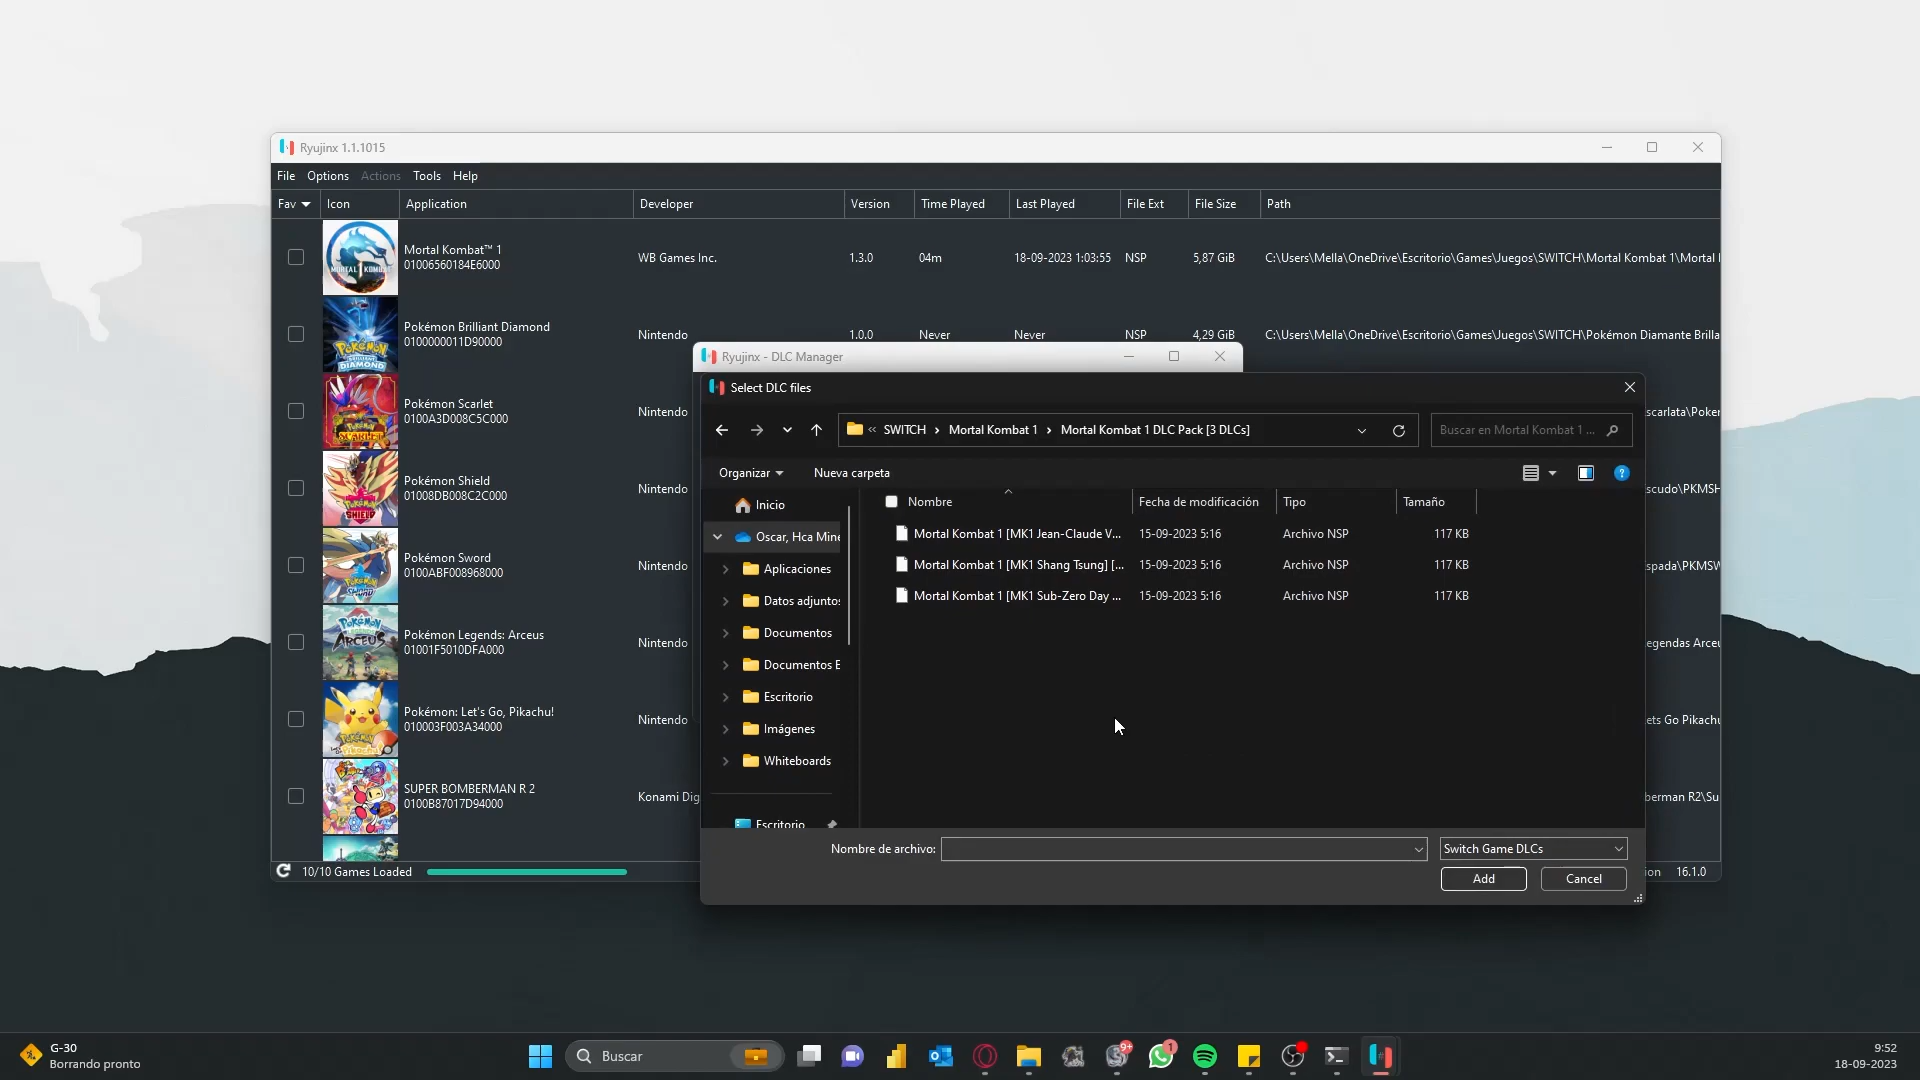 Ryujinx 1.1.1015
File Options Actions Tools Help
Fav Icon Application Developer Version Time Played Last Played File Ext File Size Path
Mortal Kombat™ 1
01006560184E6000
WB Games Inc. 1.3.0 04m 18-09-2023 1:03:55 NSP 5,87 GiB C:\Users\Mella\OneDrive\Escritorio\Games\Juegos\SWITCH\Mortal Kombat 1\Mortal
Pokémon Brilliant Diamond
0100000011D90000
Nintendo 1.0.0 Never Never NSP 4,29 GiB C:\Users\Mella\OneDrive\Escritorio\Games\Juegos\SWITCH\Pokémon Diamante Brilla
Pokémon Scarlet
0100A3D008C5C000
Nintendo
scarlata\Poker
Pokémon Shield
01008DB008C2C000
Nintendo
scudo\PKMSH
Pokémon Sword
0100ABF008968000
Nintendo
spada\PKMSW
Pokémon Legends: Arceus
01001F5010DFA000
Nintendo
egendas Arceu
Pokémon: Let's Go, Pikachu!
010003F003A34000
Nintendo
ets Go Pikachu
SUPER BOMBERMAN R 2
0100B87017D94000
Konami Dig
berman R2\Su
10/10 Games Loaded
ion 16.1.0
Ryujinx - DLC Manager
Select DLC files
« SWITCH › Mortal Kombat 1 › Mortal Kombat 1 DLC Pack [3 DLCs]
Buscar en Mortal Kombat 1 ...
Organizar Nueva carpeta
Inicio
Oscar, Hca Mine
Aplicaciones
Datos adjuntos
Documentos
Documentos E
Escritorio
Imágenes
Whiteboards
Escritorio
Nombre Fecha de modificación Tipo Tamaño
Mortal Kombat 1 [MK1 Jean-Claude V... 15-09-2023 5:16 Archivo NSP 117 KB
Mortal Kombat 1 [MK1 Shang Tsung] [... 15-09-2023 5:16 Archivo NSP 117 KB
Mortal Kombat 1 [MK1 Sub-Zero Day ... 15-09-2023 5:16 Archivo NSP 117 KB
Nombre de archivo:
Switch Game DLCs
Add Cancel
G-30
Borrando pronto
Buscar
9+
1
9:52
18-09-2023